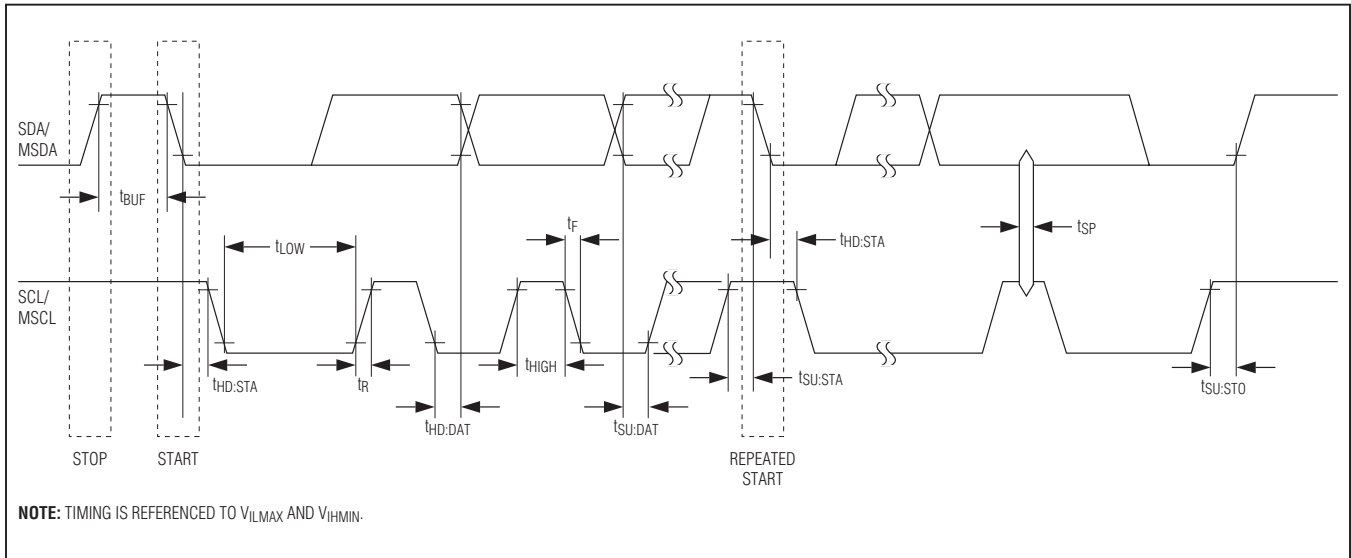 SDA/
MSDA
tBUF
tLOW
tF
tHD:STA
tSP
SCL/
MSCL
tHD:STA
tR
tHIGH
tHD:DAT
tSU:DAT
tSU:STA
tSU:STO
STOP
START
REPEATED
START
NOTE: TIMING IS REFERENCED TO VILMAX AND VIHMIN.